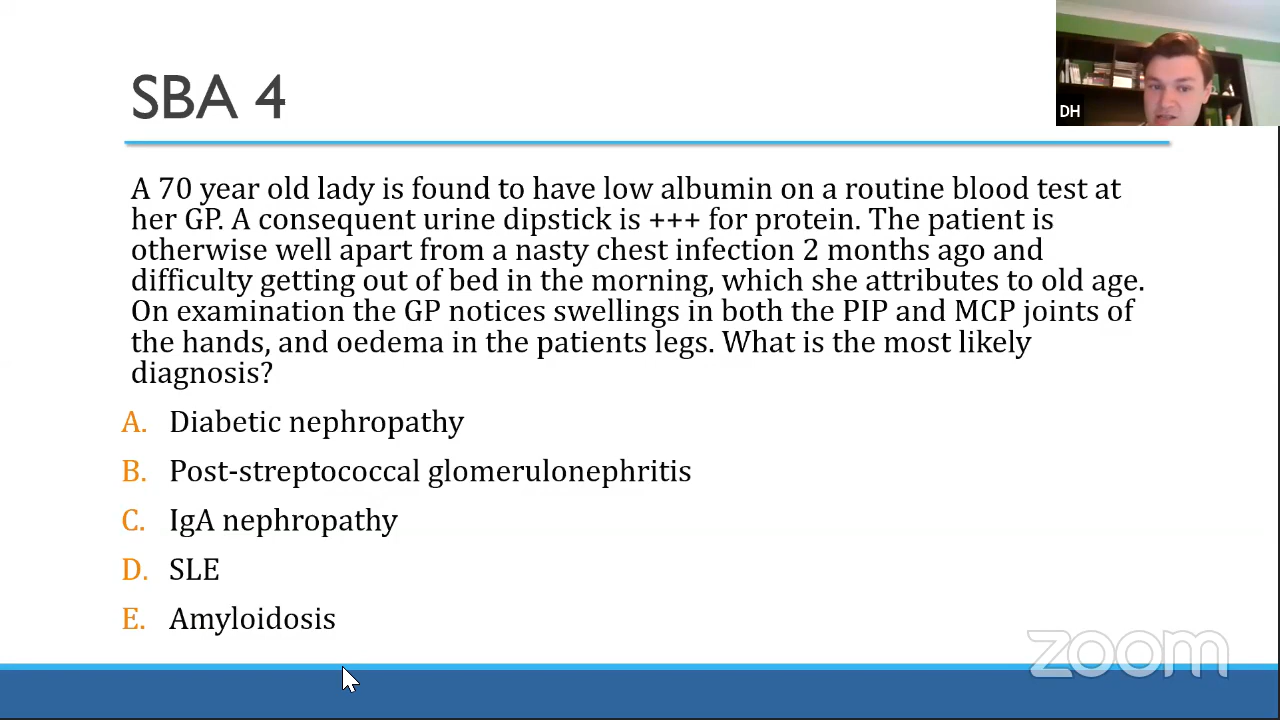 SBA 4
DH
A 70 year old lady is found to have low albumin on a routine blood test at
her GP. A consequent urine dipstick is +++ for protein. The patient is
otherwise well apart from a nasty chest infection 2 months ago and
difficulty getting out of bed in the morning, which she attributes to old age.
On examination the GP notices swellings in both the PIP and MCP joints of
the hands, and oedema in the patients legs. What is the most likely
diagnosis?
A. Diabetic nephropathy
B. Post-streptococcal glomerulonephritis
C. IgA nephropathy
D. SLE
E. Amyloidosis
zoom